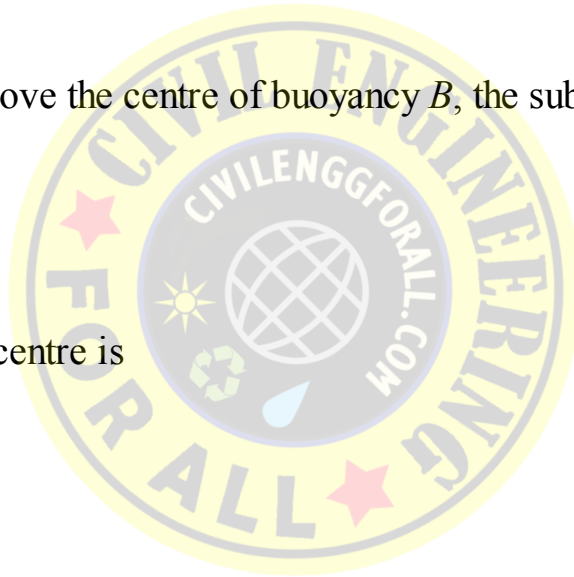 ove the centre of buoyancy B, the sub
centre is
CIVIL ENGINEERING
CIVILENGGFORALL.COM
FOR ALL